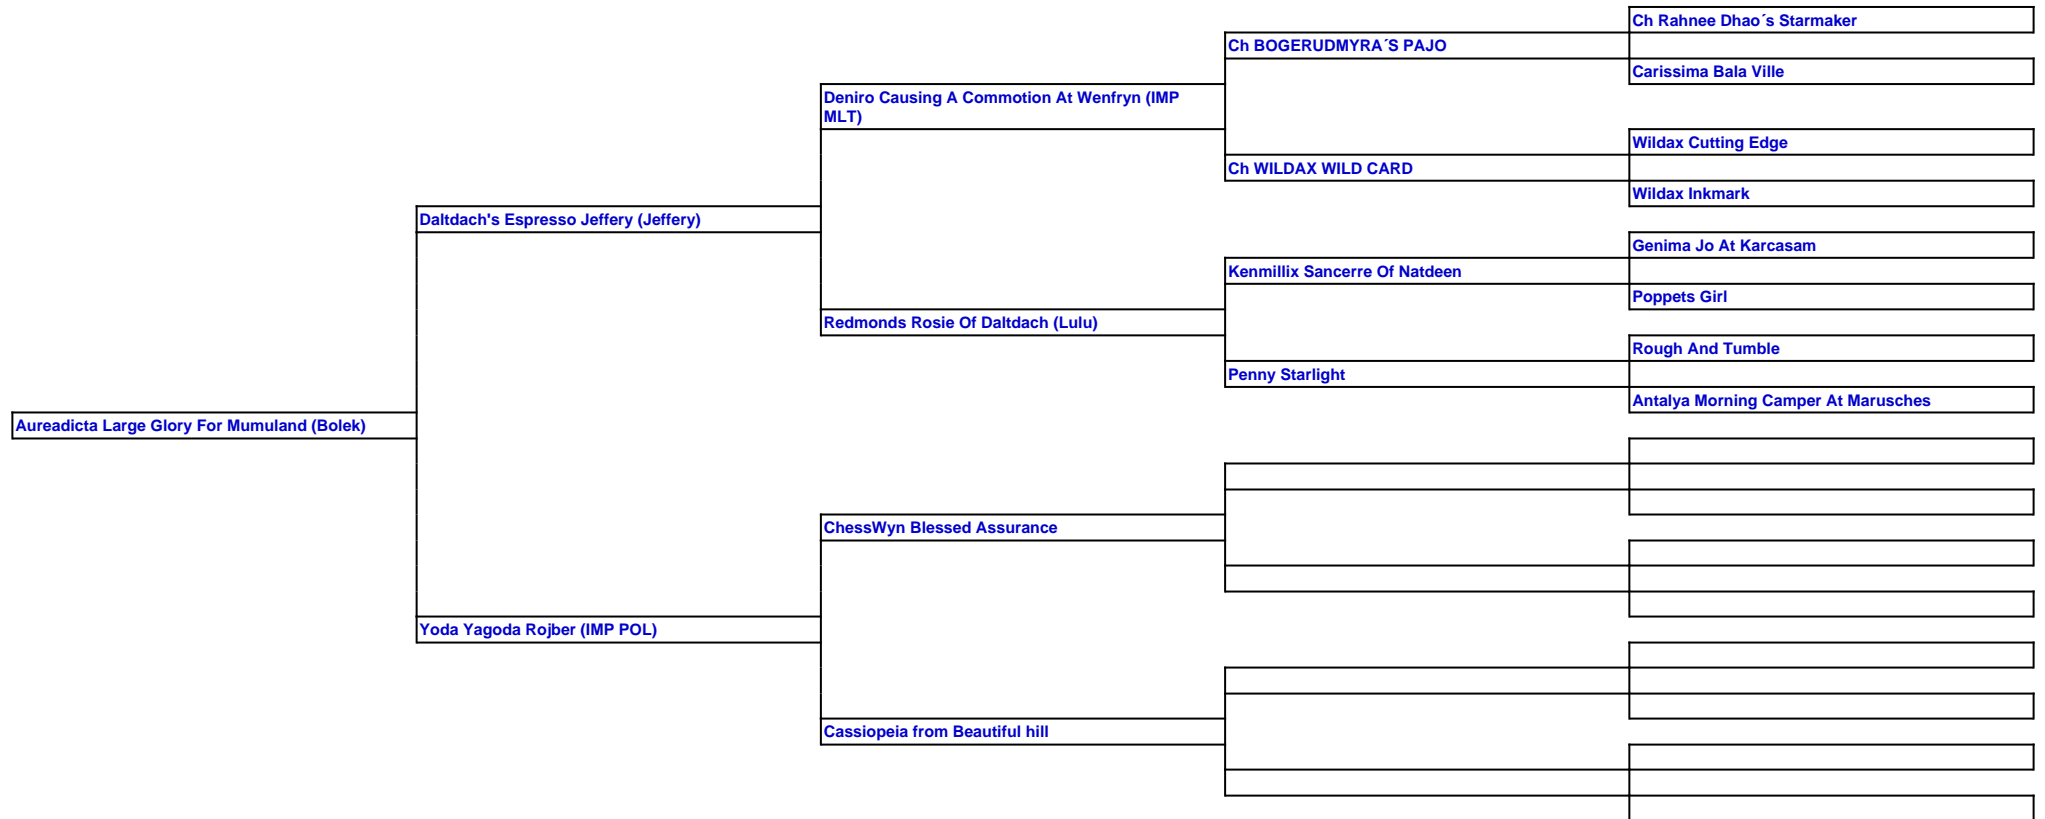 Ch Rahnee Dhao´s Starmaker
Ch BOGERUDMYRA´S PAJO
Carissima Bala Ville
Deniro Causing A Commotion At Wenfryn (IMP
MLT)
Wildax Cutting Edge
Ch WILDAX WILD CARD
Wildax Inkmark
Daltdach's Espresso Jeffery (Jeffery)
Genima Jo At Karcasam
Kenmillix Sancerre Of Natdeen
Poppets Girl
Redmonds Rosie Of Daltdach (Lulu)
Rough And Tumble
Penny Starlight
Antalya Morning Camper At Marusches
Aureadicta Large Glory For Mumuland (Bolek)
ChessWyn Blessed Assurance
Yoda Yagoda Rojber (IMP POL)
Cassiopeia from Beautiful hill